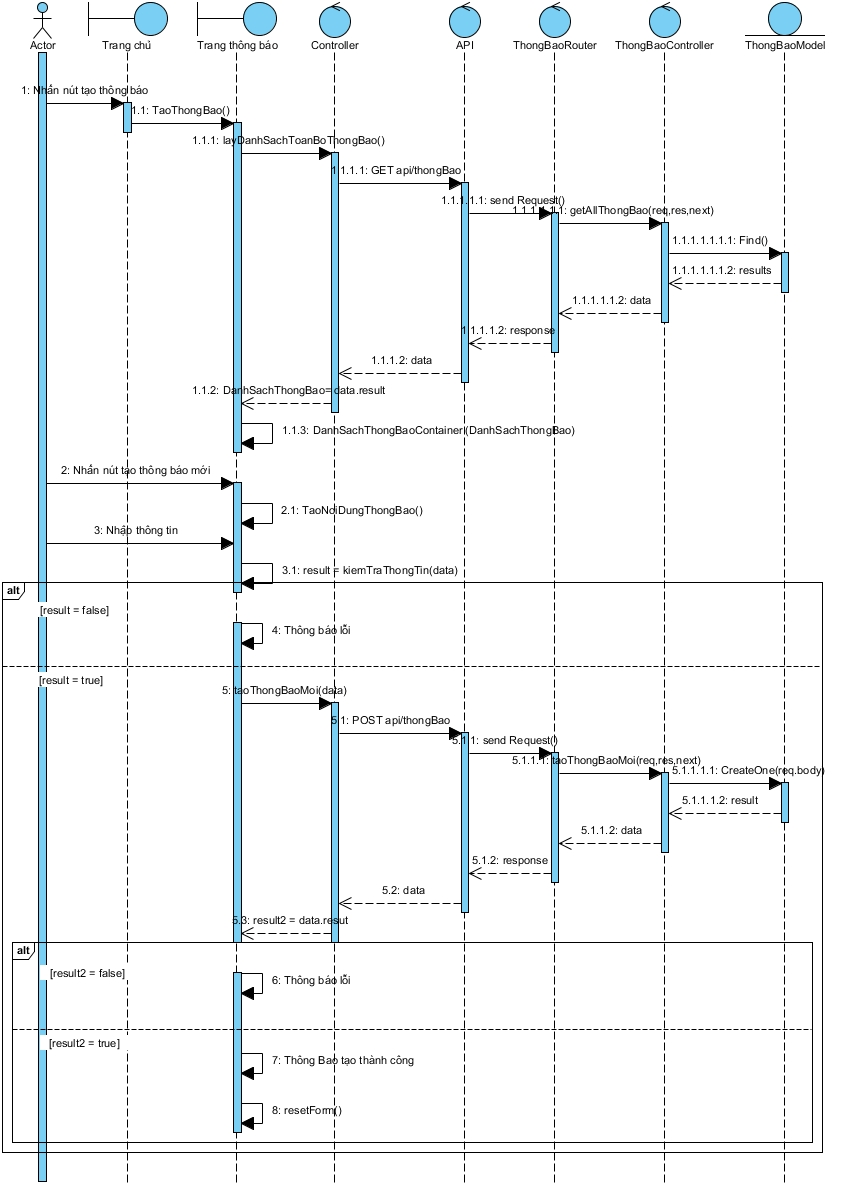 Actor
Trang chủ
Trang thông báo
Controller
API
ThongBaoRouter
ThongBaoController
ThongBaoModel
1: Nhấn nút tạo thông báo
1.1: TaoThongBao()
1.1.1: layDanhSachToanBoThongBao()
1.1.1.1: GET api/thongBao
1.1.1.1.1: send Request()
1.1.1.1.1.1: getAllThongBao(req,res,next)
1.1.1.1.1.1.1: Find()
1.1.1.1.1.1.2: results
1.1.1.1.1.2: data
1.1.1.1.2: response
1.1.1.2: data
1.1.2: DanhSachThongBao= data.result
1.1.3: DanhSachThongBaoContainer(DanhSachThongBao)
2: Nhấn nút tạo thông báo mới
2.1: TaoNoiDungThongBao()
3: Nhập thông tin
3.1: result = kiemTraThongTin(data)
alt
[result = false]
4: Thông báo lỗi
[result = true]
5: taoThongBaoMoi(data)
5.1: POST api/thongBao
5.1.1: send Request()
5.1.1.1: taoThongBaoMoi(req,res,next)
5.1.1.1.1: CreateOne(req.body)
5.1.1.1.2: result
5.1.1.2: data
5.1.2: response
5.2: data
5.3: result2 = data.resut
alt
[result2 = false]
6: Thông báo lỗi
[result2 = true]
7: Thông Báo tạo thành công
8: resetForm()